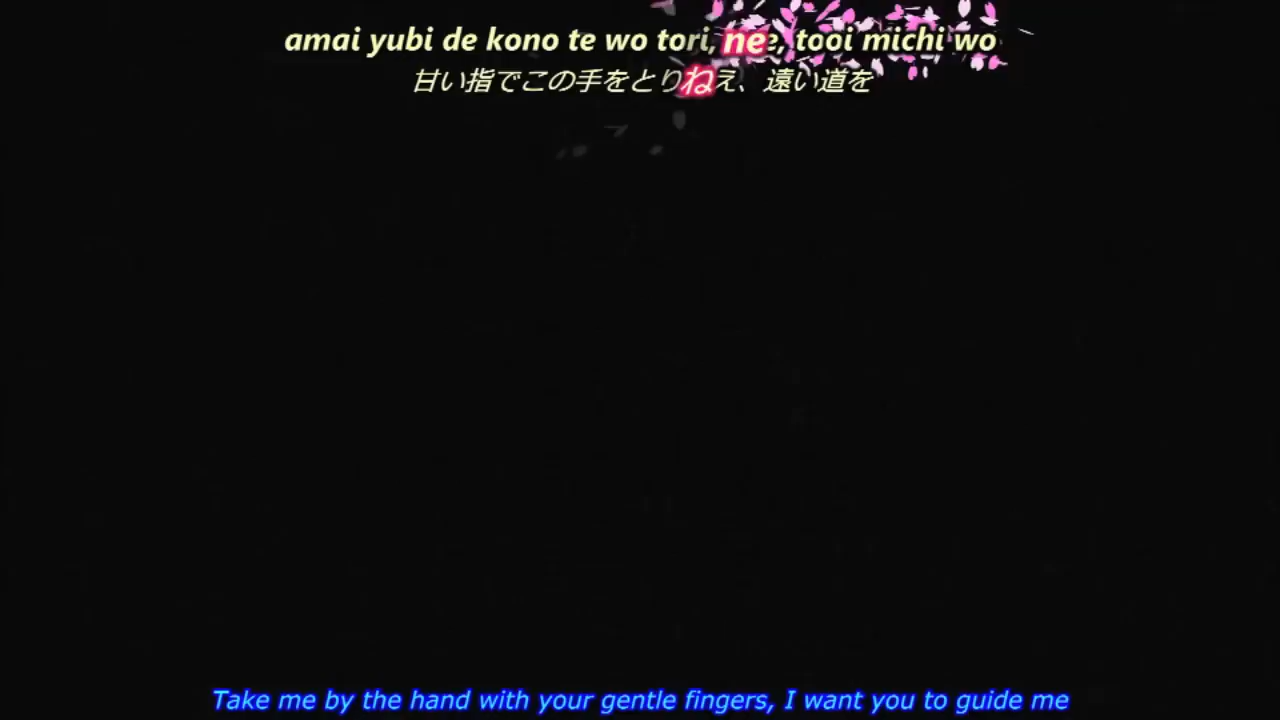 amai yubi de kono te wo tori, nee, tooi michi wo
甘い指でこの手をとりねえ、遠い道を
Take me by the hand with your gentle fingers, I want you to guide me